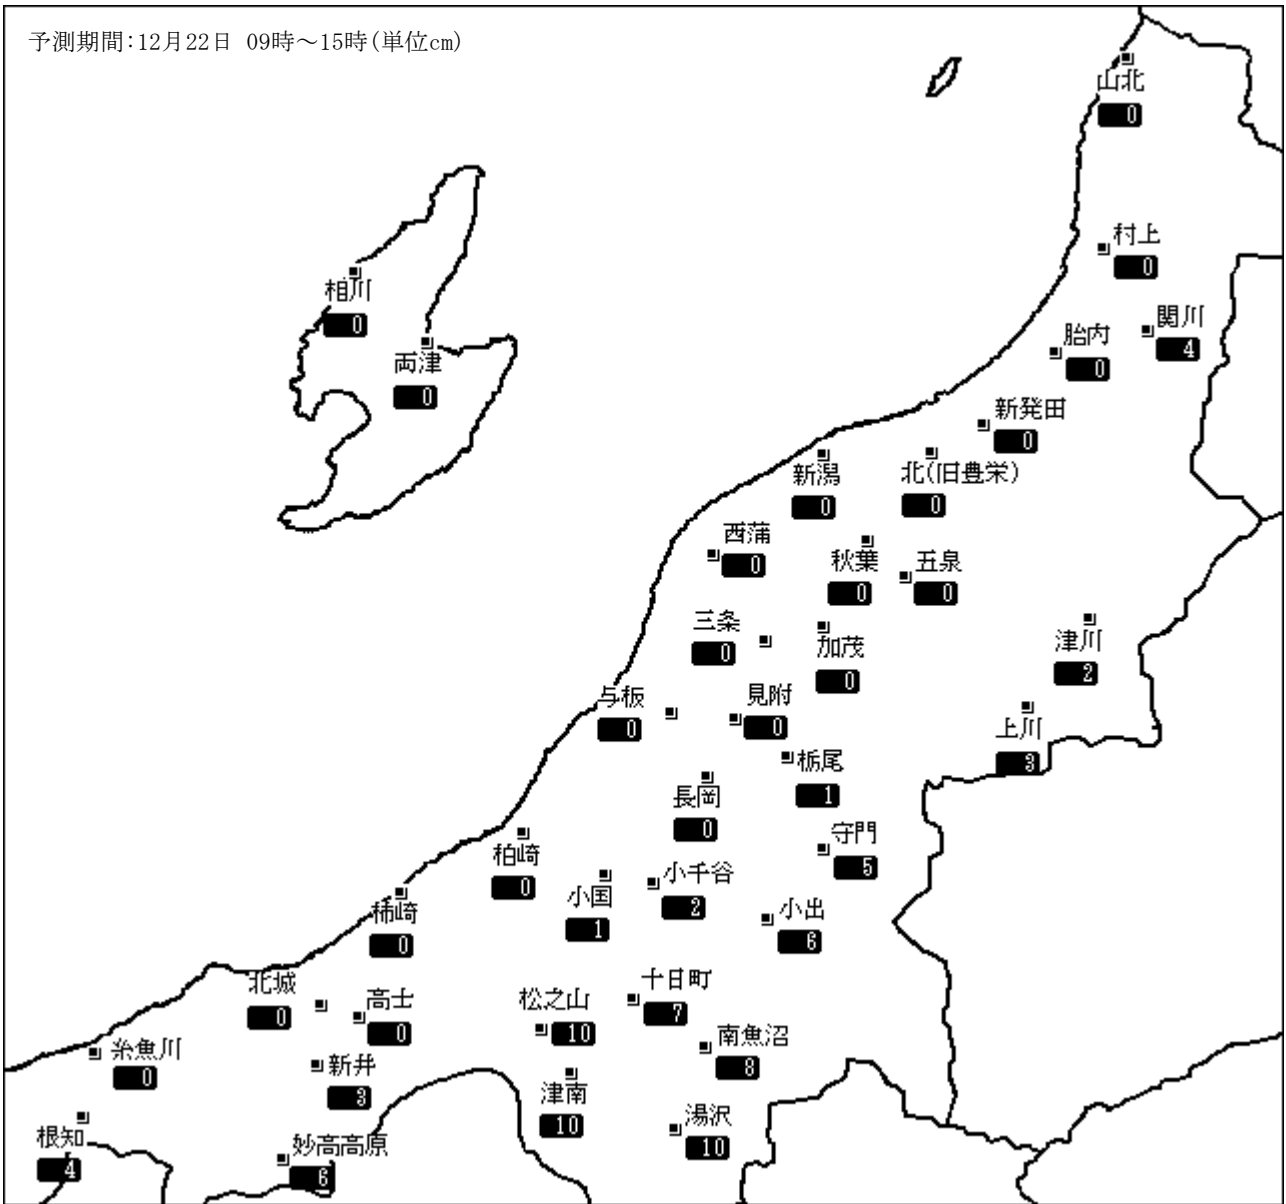 予測期間:12月22日 09時～15時(単位cm)
山北
0
村上
0
関川
4
胎内
0
相川
0
両津
0
新発田
0
新潟
0
北(旧豊栄)
0
西蒲
0
秋葉
0
五泉
0
三条
0
加茂
0
津川
2
与板
0
見附
0
上川
3
栃尾
1
長岡
0
守門
5
柏崎
0
小国
1
小千谷
2
小出
6
柿崎
0
北城
0
高士
0
松之山
10
十日町
7
南魚沼
8
糸魚川
0
新井
3
津南
10
湯沢
10
根知
4
妙高高原
6